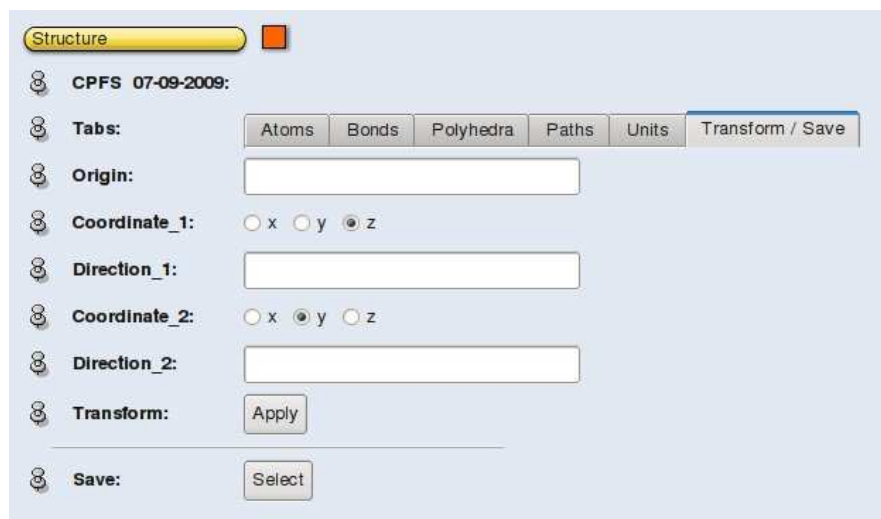 Structure
CPFS 07-09-2009:
Tabs: Atoms Bonds Polyhedra Paths Units Transform / Save
Origin:
Coordinate_1: x y z
Direction_1:
Coordinate_2: x y z
Direction_2:
Transform: Apply
Save: Select